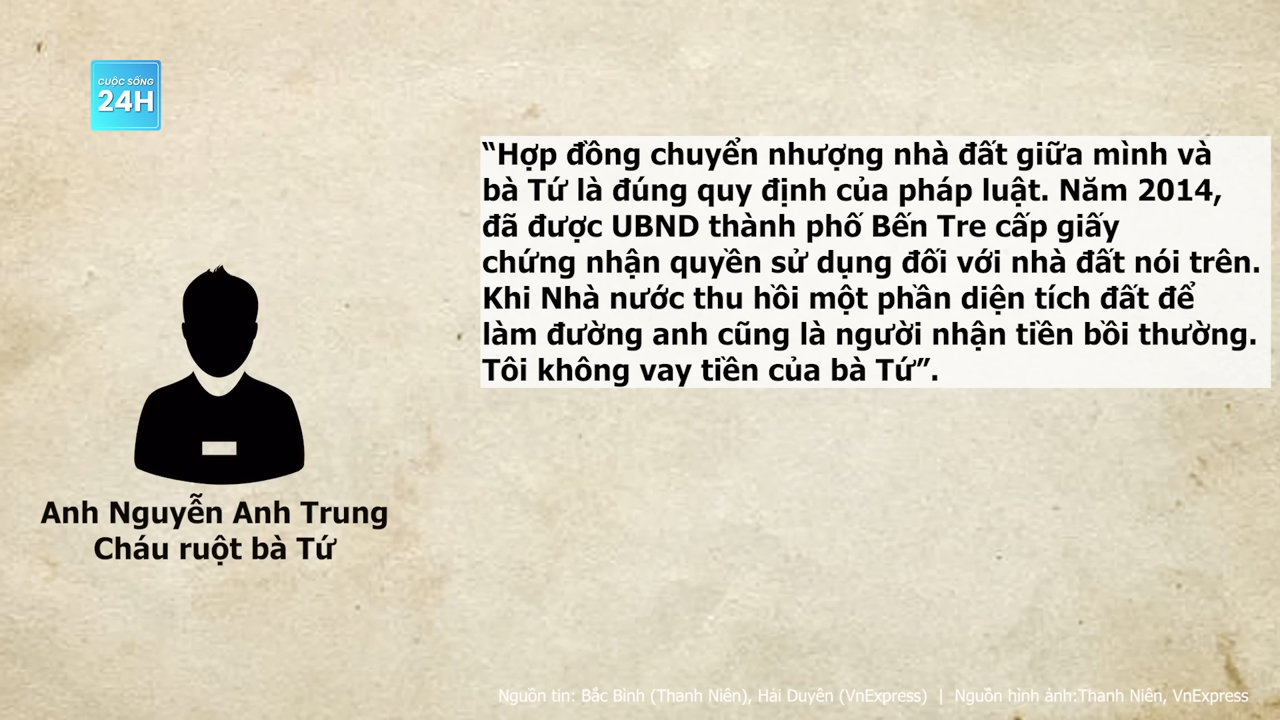 CUỘC SỐNG
24H
“Hợp đồng chuyển nhượng nhà đất giữa mình và
bà Tứ là đúng quy định của pháp luật. Năm 2014,
đã được UBND thành phố Bến Tre cấp giấy
chứng nhận quyền sử dụng đối với nhà đất nói trên.
Khi Nhà nước thu hồi một phần diện tích đất để
làm đường anh cũng là người nhận tiền bồi thường.
Tôi không vay tiền của bà Tứ”.
Anh Nguyễn Anh Trung
Cháu ruột bà Tứ
Nguồn tin: Bắc Bình (Thanh Niên), Hải Duyên (VnExpress) | Nguồn hình ảnh:Thanh Niên, VnExpress